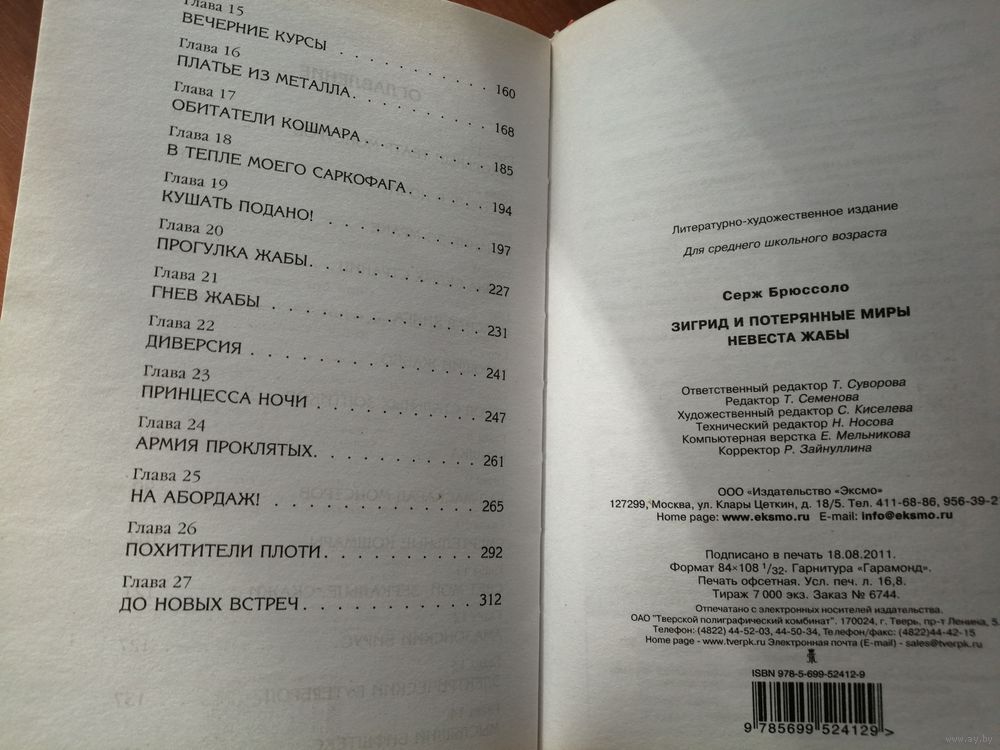 Глава 15
ВЕЧЕРНИЕ КУРСЫ . . . . . . . . . . 160
Глава 16
ПЛАТЬЕ ИЗ МЕТАЛЛА. . . . . . . . . 168
Глава 17
ОБИТАТЕЛИ КОШМАРА . . . . . . . . 185
Глава 18
В ТЕПЛЕ МОЕГО САРКОФАГА. . . . . . 194
Глава 19
КУШАТЬ ПОДАНО! . . . . . . . . . . 197
Глава 20
ПРОГУЛКА ЖАБЫ. . . . . . . . . . . 227
Глава 21
ГНЕВ ЖАБЫ . . . . . . . . . . . . 231
Глава 22
ДИВЕРСИЯ . . . . . . . . . . . . . 241
Глава 23
ПРИНЦЕССА НОЧИ . . . . . . . . . . 247
Глава 24
АРМИЯ ПРОКЛЯТЫХ. . . . . . . . . . 261
Глава 25
НА АБОРДАЖ! . . . . . . . . . . . 265
Глава 26
ПОХИТИТЕЛИ ПЛОТИ. . . . . . . . . 292
Глава 27
ДО НОВЫХ ВСТРЕЧ. . . . . . . . . . 312
Литературно-художественное издание
Для среднего школьного возраста
Серж Брюссоло
ЗИГРИД И ПОТЕРЯННЫЕ МИРЫ
НЕВЕСТА ЖАБЫ
Ответственный редактор Т. Суворова
Редактор Т. Семенова
Художественный редактор С. Киселева
Технический редактор Н. Носова
Компьютерная верстка Е. Мельникова
Корректор Р. Зайнуллина
ООО «Издательство «Эксмо»
127299, Москва, ул. Клары Цеткин, д. 18/5. Тел. 411-68-86, 956-39-2
Home page: www.eksmo.ru E-mail: info@eksmo.ru
Подписано в печать 18.08.2011.
Формат 84×108 1/32. Гарнитура «Гарамонд».
Печать офсетная. Усл. печ. л. 16,8.
Тираж 7 000 экз. Заказ № 6744.
Отпечатано с электронных носителей издательства.
ОАО "Тверской полиграфический комбинат". 170024, г. Тверь, пр-т Ленина, 5.
Телефон: (4822) 44-52-03, 44-50-34, Телефон/факс: (4822)44-42-15
Home page - www.tverpk.ru Электронная почта (E-mail) - sales@tverpk.ru
ISBN 978-5-699-52412-9
9 785699 524129 >
www.ay.by